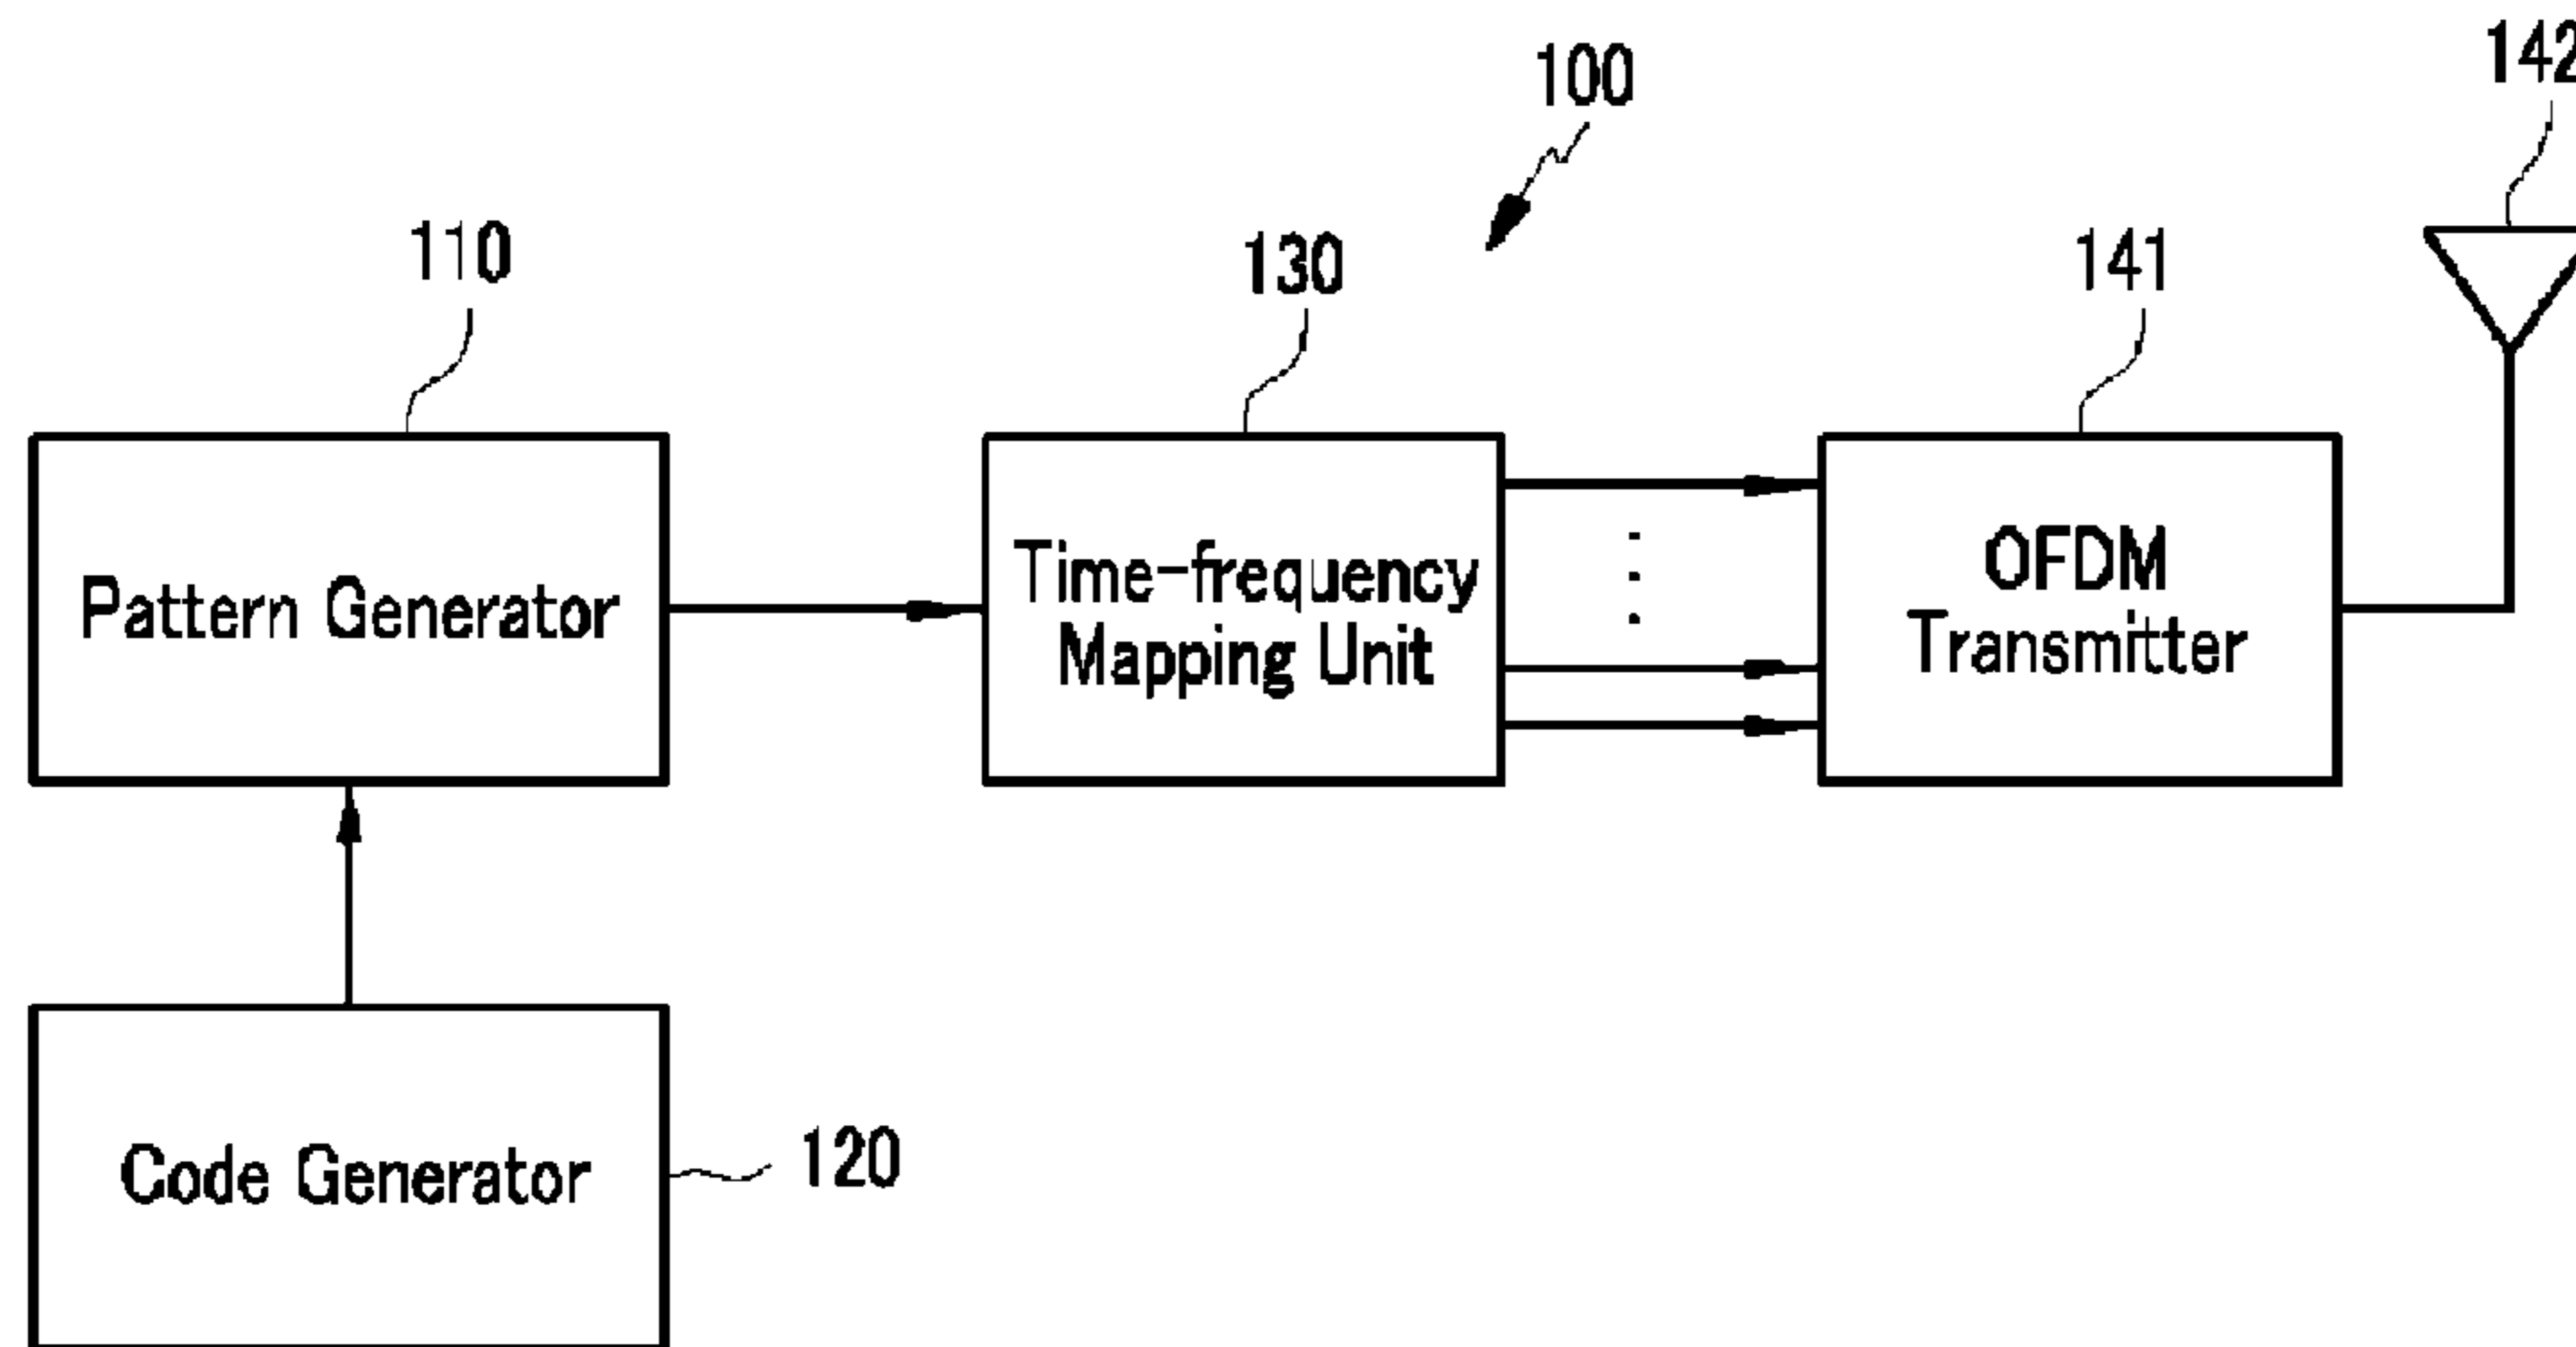 100
142
110
130
141
Pattern Generator
Time-frequency
Mapping Unit
OFDM
Transmitter
Code Generator
120